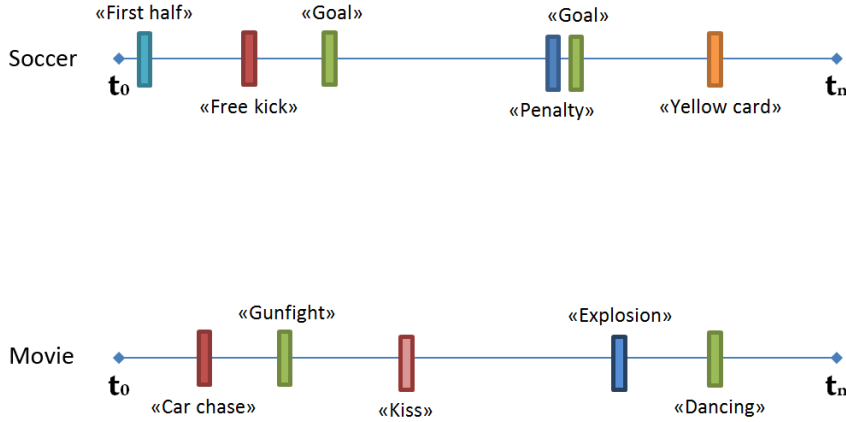 «First half» «Goal» «Goal»
Soccer
t0 tn
«Free kick» «Penalty» «Yellow card»
«Gunfight» «Explosion»
Movie
t0 tn
«Car chase» «Kiss» «Dancing»